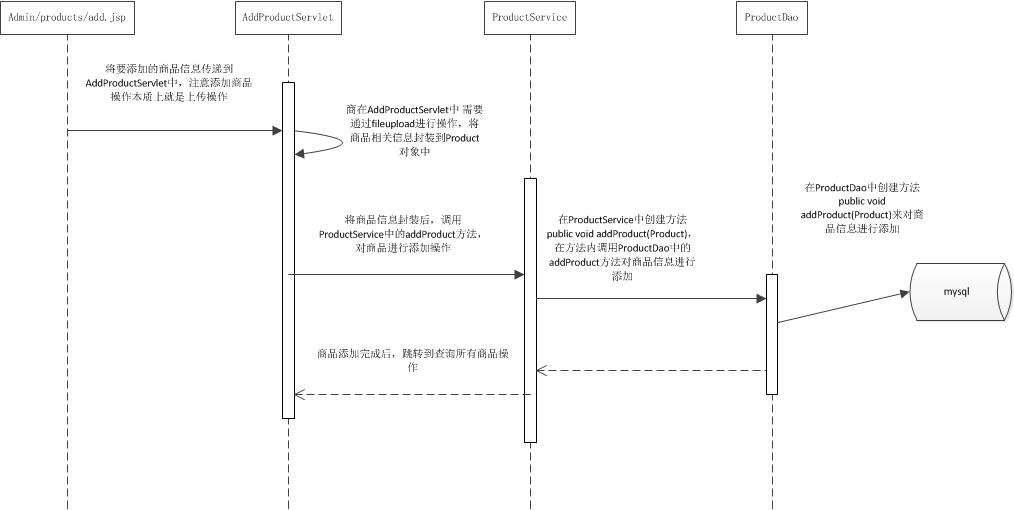 Admin/products/add.jsp
AddProductServlet
ProductService
ProductDao
将要添加的商品信息传递到
AddProductServlet中，注意添加商品
操作本质上就是上传操作
商在AddProductServlet中 需要
通过fileupload进行操作，将
商品相关信息封装到Product
对象中
将商品信息封装后，调用
ProductService中的addProduct方法，
对商品进行添加操作
在ProductService中创建方法
public void addProduct(Product)，
在方法内调用ProductDao中的
addProduct方法对商品信息进行
添加
在ProductDao中创建方法
public void
addProduct(Product)来对商
品信息进行添加
mysql
商品添加完成后，跳转到查询所有商品操
作